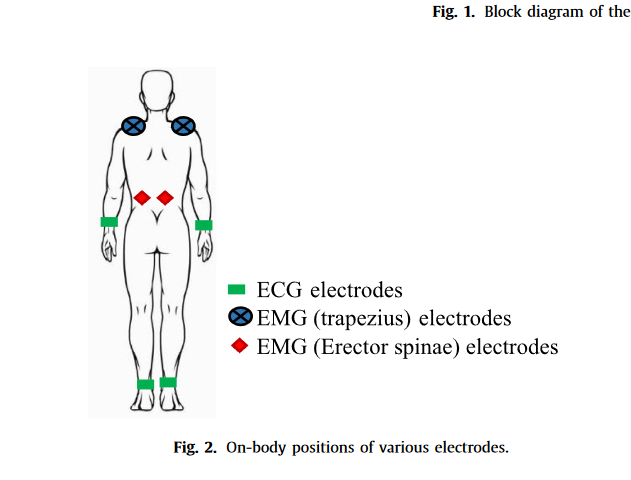 Fig. 1. Block diagram of the
ECG electrodes
EMG (trapezius) electrodes
EMG (Erector spinae) electrodes
Fig. 2. On-body positions of various electrodes.